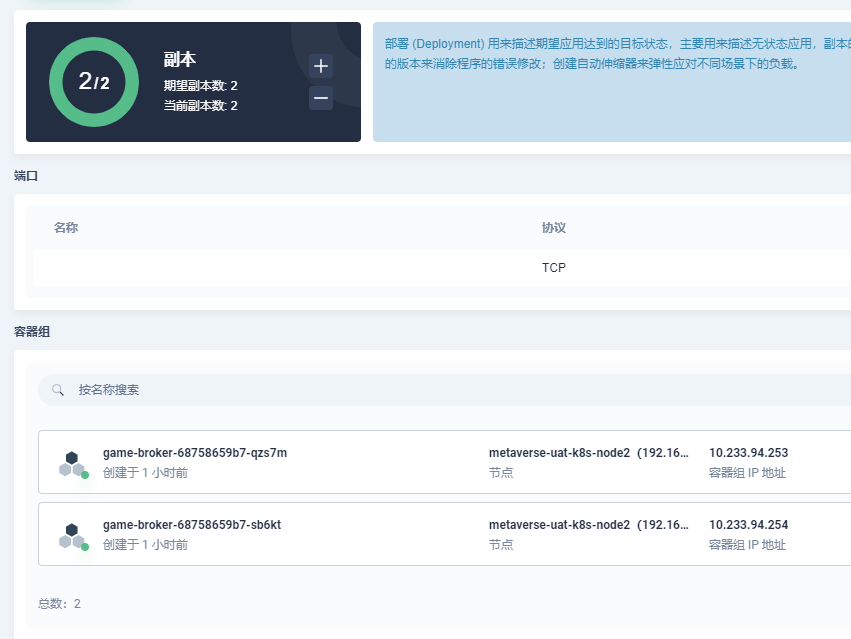 2/2
副本
期望副本数: 2
当前副本数: 2
部署 (Deployment) 用来描述期望应用达到的目标状态，主要用来描述无状态应用，副本的
的版本来消除程序的错误修改；创建自动伸缩器来弹性应对不同场景下的负载。
端口
名称 协议
TCP
容器组
按名称搜索
game-broker-68758659b7-qzs7m metaverse-uat-k8s-node2（192.16... 10.233.94.253
创建于 1 小时前 节点 容器组 IP 地址
game-broker-68758659b7-sb6kt metaverse-uat-k8s-node2（192.16... 10.233.94.254
创建于 1 小时前 节点 容器组 IP 地址
总数：2